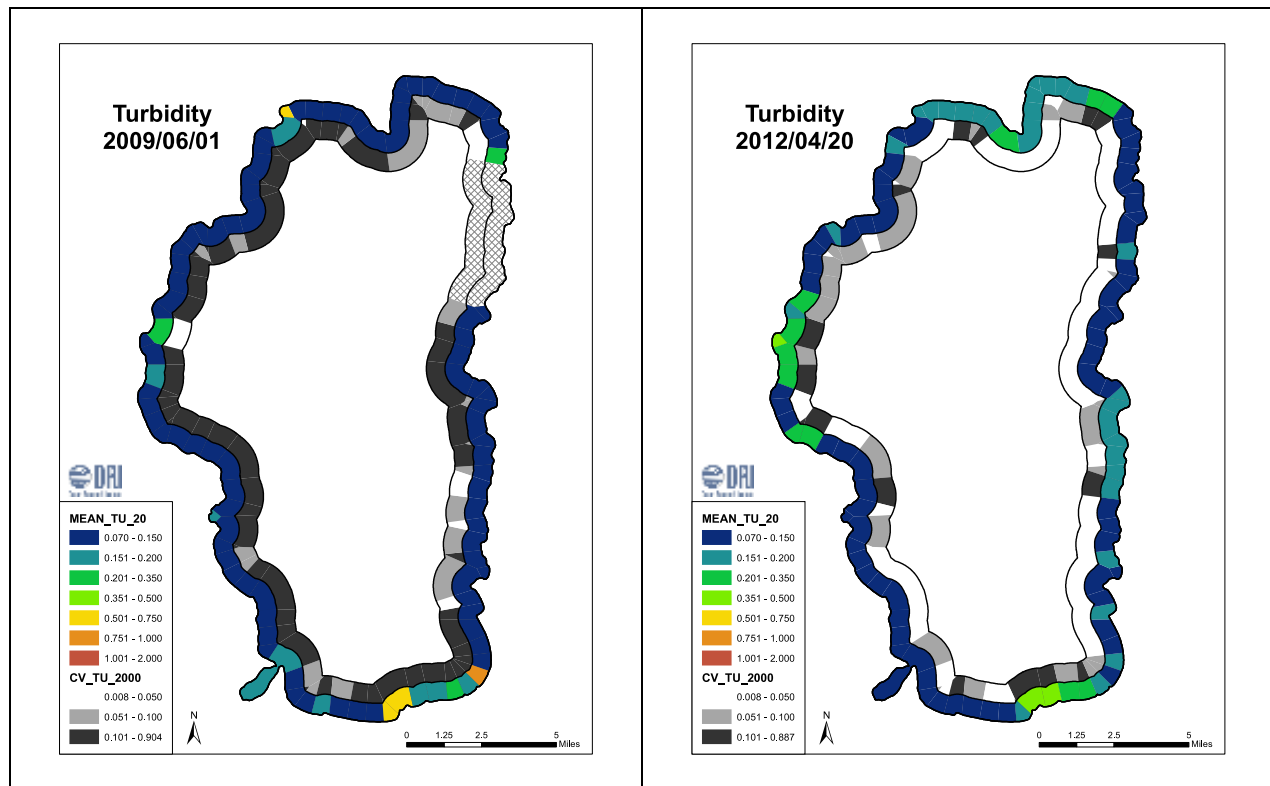 Turbidity
2009/06/01
DRI
MEAN_TU_20
0.070 - 0.150
0.151 - 0.200
0.201 - 0.350
0.351 - 0.500
0.501 - 0.750
0.751 - 1.000
1.001 - 2.000
CV_TU_2000
0.008 - 0.050
0.051 - 0.100
0.101 - 0.904
N
0 1.25 2.5 5
Miles
Turbidity
2012/04/20
DRI
MEAN_TU_20
0.070 - 0.150
0.151 - 0.200
0.201 - 0.350
0.351 - 0.500
0.501 - 0.750
0.751 - 1.000
1.001 - 2.000
CV_TU_2000
0.008 - 0.050
0.051 - 0.100
0.101 - 0.887
N
0 1.25 2.5 5
Miles